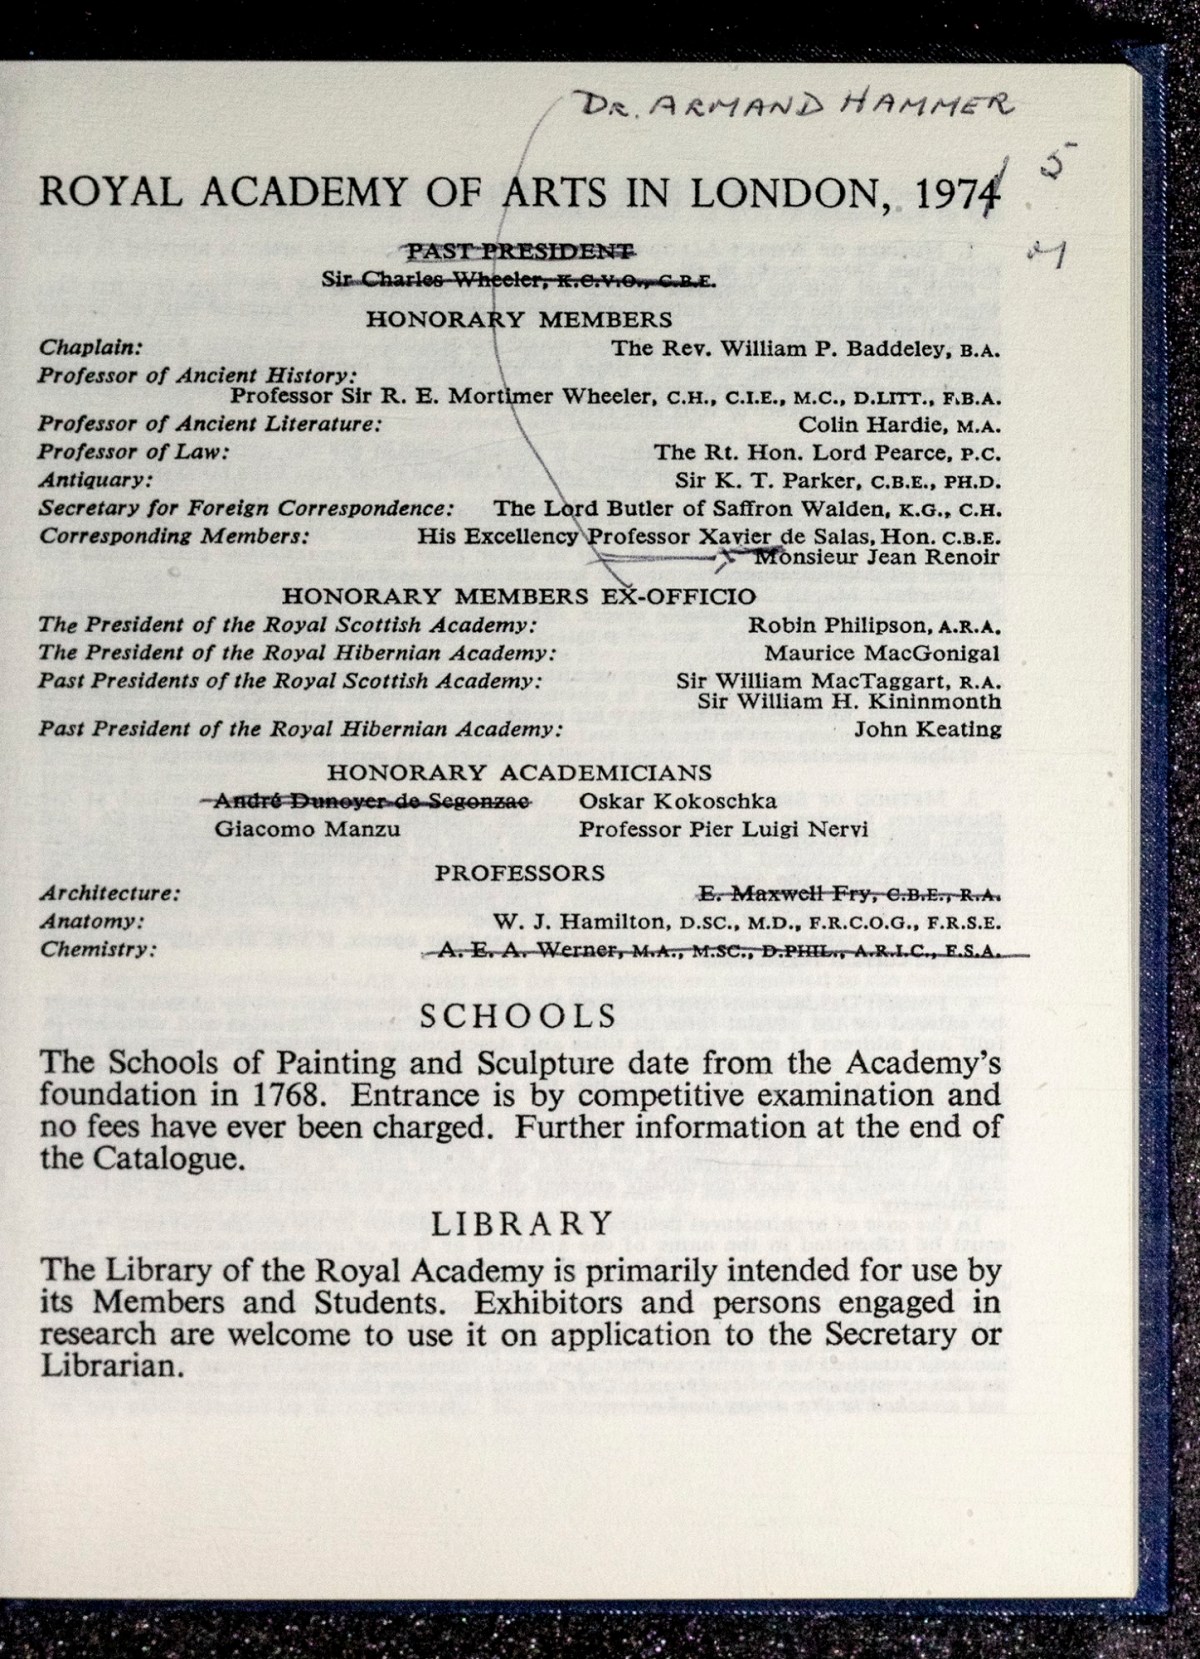 DR. ARMAND HAMMER
ROYAL ACADEMY OF ARTS IN LONDON, 1974 5
PAST PRESIDENT
Sir Charles Wheeler, K.C.V.O., C.B.E.
HONORARY MEMBERS
Chaplain: The Rev. William P. Baddeley, B.A.
Professor of Ancient History:
Professor Sir R. E. Mortimer Wheeler, C.H., C.I.E., M.C., D.LITT., F.B.A.
Professor of Ancient Literature: Colin Hardie, M.A.
Professor of Law: The Rt. Hon. Lord Pearce, P.C.
Antiquary: Sir K. T. Parker, C.B.E., PH.D.
Secretary for Foreign Correspondence: The Lord Butler of Saffron Walden, K.G., C.H.
Corresponding Members: His Excellency Professor Xavier de Salas, Hon. C.B.E.
Monsieur Jean Renoir
HONORARY MEMBERS EX-OFFICIO
The President of the Royal Scottish Academy: Robin Philipson, A.R.A.
The President of the Royal Hibernian Academy: Maurice MacGonigal
Past Presidents of the Royal Scottish Academy: Sir William MacTaggart, R.A.
Sir William H. Kininmonth
Past President of the Royal Hibernian Academy: John Keating
HONORARY ACADEMICIANS
André Dunoyer de Segonzac Oskar Kokoschka
Giacomo Manzu Professor Pier Luigi Nervi
PROFESSORS
Architecture: E. Maxwell Fry, C.B.E., R.A.
Anatomy: W. J. Hamilton, D.SC., M.D., F.R.C.O.G., F.R.S.E.
Chemistry: A. E. A. Werner, M.A., M.SC., D.PHIL., A.R.I.C., F.S.A.
SCHOOLS
The Schools of Painting and Sculpture date from the Academy's
foundation in 1768. Entrance is by competitive examination and
no fees have ever been charged. Further information at the end of
the Catalogue.
LIBRARY
The Library of the Royal Academy is primarily intended for use by
its Members and Students. Exhibitors and persons engaged in
research are welcome to use it on application to the Secretary or
Librarian.